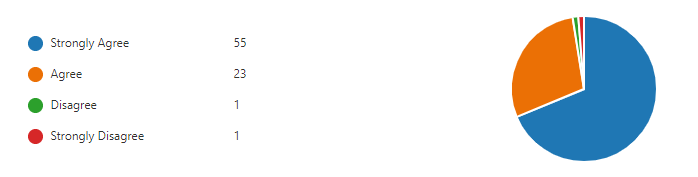 Strongly Agree 55
Agree 23
Disagree 1
Strongly Disagree 1